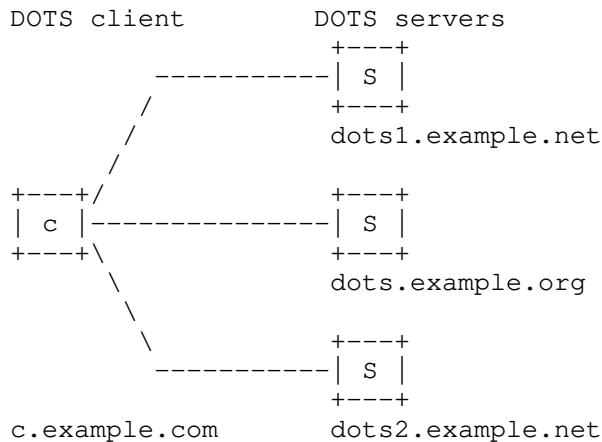 DOTS client DOTS servers
S
dots1.example.net
c S
dots.example.org
S
c.example.com dots2.example.net